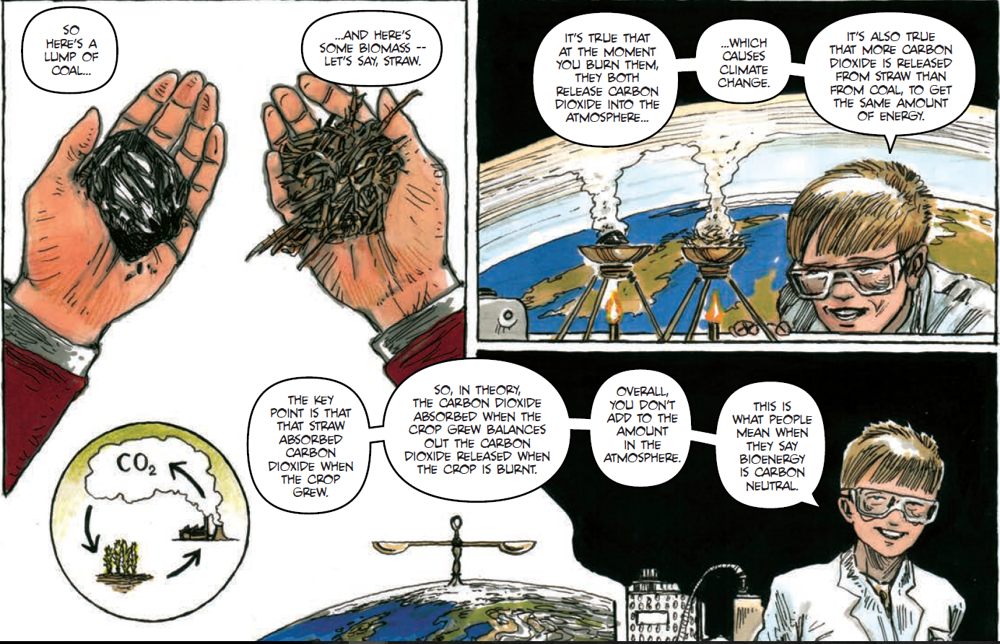 SO
HERE'S A
LUMP OF
COAL...
...AND HERE'S
SOME BIOMASS --
LET'S SAY, STRAW.
IT'S TRUE THAT
AT THE MOMENT
YOU BURN THEM,
THEY BOTH
RELEASE CARBON
DIOXIDE INTO THE
ATMOSPHERE...
...WHICH
CAUSES
CLIMATE
CHANGE.
IT'S ALSO TRUE
THAT MORE CARBON
DIOXIDE IS RELEASED
FROM STRAW THAN
FROM COAL, TO GET
THE SAME AMOUNT
OF ENERGY.
THE KEY
POINT IS THAT
THAT STRAW
ABSORBED
CARBON
DIOXIDE WHEN
THE CROP
GREW.
SO, IN THEORY,
THE CARBON DIOXIDE
ABSORBED WHEN THE
CROP GREW BALANCES
OUT THE CARBON
DIOXIDE RELEASED WHEN
THE CROP IS BURNT.
OVERALL,
YOU DON'T
ADD TO THE
AMOUNT
IN THE
ATMOSPHERE.
THIS IS
WHAT PEOPLE
MEAN WHEN
THEY SAY
BIOENERGY
IS CARBON
NEUTRAL.
CO₂